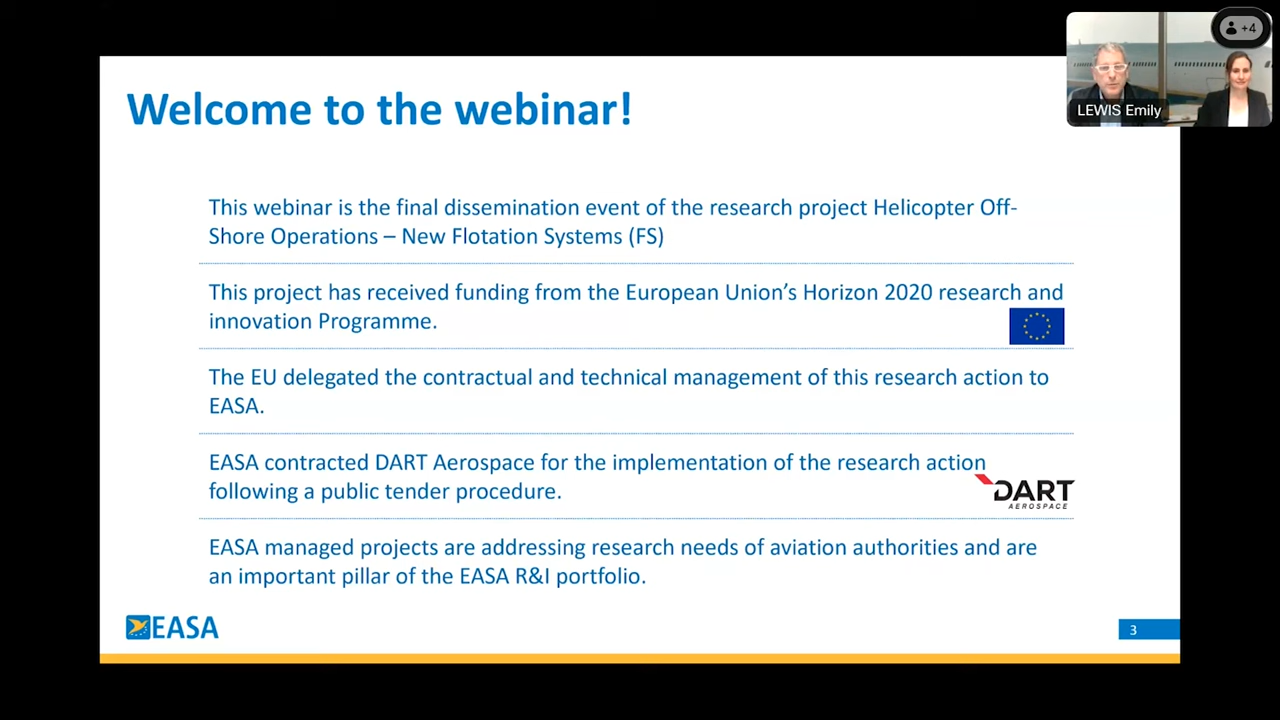 +4
LEWIS Emily
Welcome to the webinar!
This webinar is the final dissemination event of the research project Helicopter Off-
Shore Operations – New Flotation Systems (FS)
This project has received funding from the European Union’s Horizon 2020 research and
innovation Programme.
The EU delegated the contractual and technical management of this research action to
EASA.
EASA contracted DART Aerospace for the implementation of the research action
following a public tender procedure.
DART
AEROSPACE
EASA managed projects are addressing research needs of aviation authorities and are
an important pillar of the EASA R&I portfolio.
EASA
3